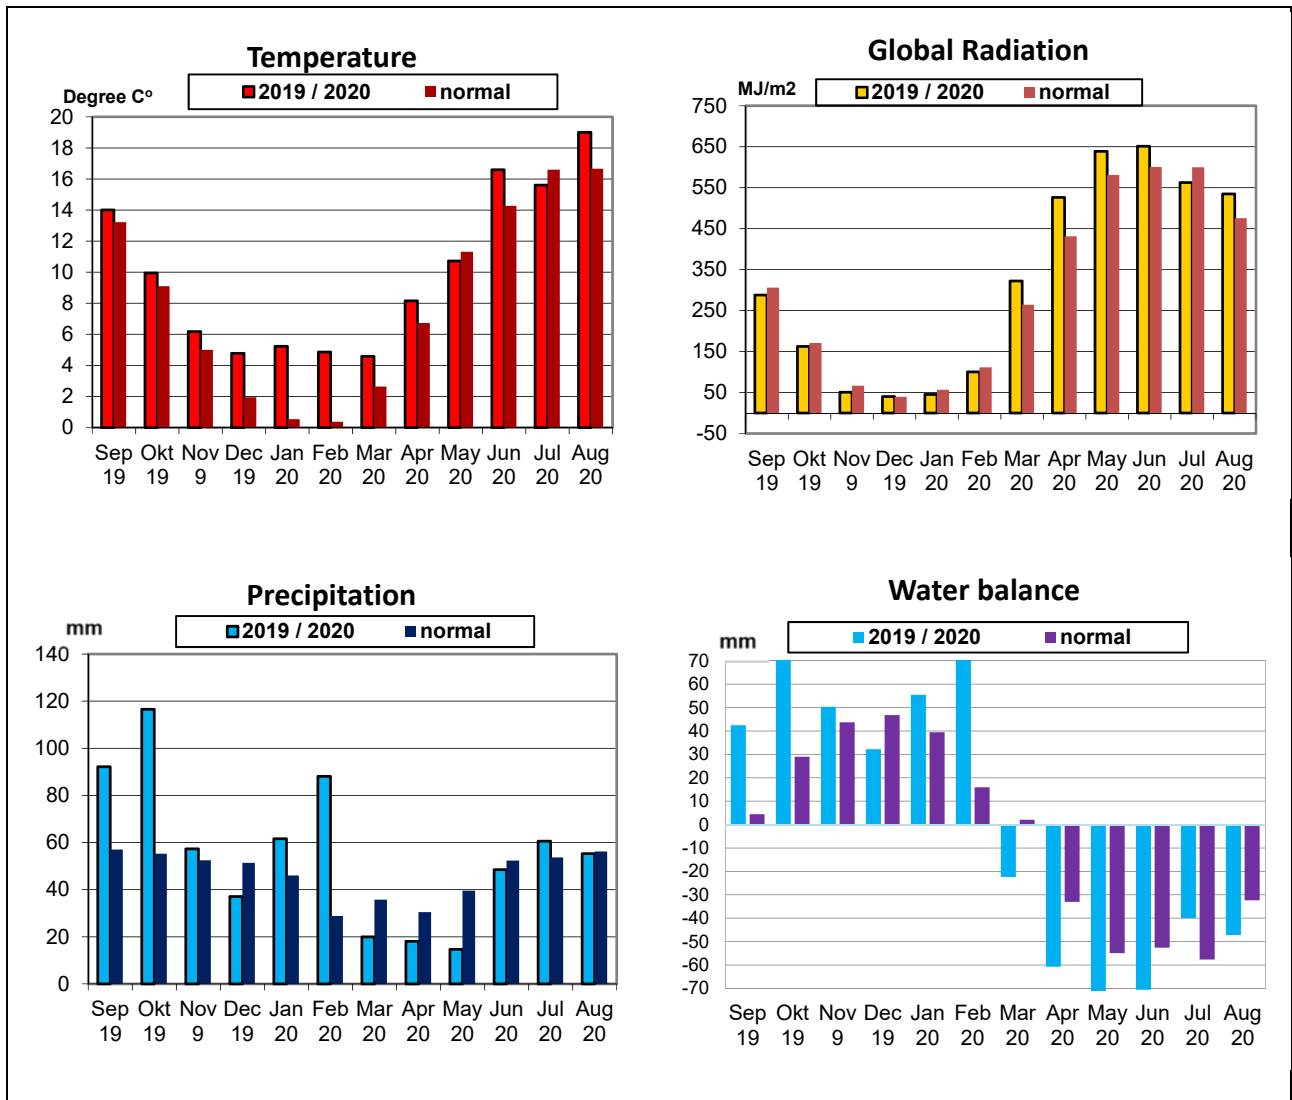 Temperature
2019 / 2020 normal
Degree C°
20
18
16
14
12
10
8
6
4
2
0
Sep Okt Nov Dec Jan Feb Mar Apr May Jun Jul Aug
19 19 9 19 20 20 20 20 20 20 20 20
Global Radiation
MJ/m2
2019 / 2020 normal
750
650
550
450
350
250
150
50
-50
Sep Okt Nov Dec Jan Feb Mar Apr May Jun Jul Aug
19 19 9 19 20 20 20 20 20 20 20 20
Precipitation
mm
2019 / 2020 normal
140
120
100
80
60
40
20
0
Sep Okt Nov Dec Jan Feb Mar Apr May Jun Jul Aug
19 19 9 19 20 20 20 20 20 20 20 20
Water balance
mm
2019 / 2020 normal
70
60
50
40
30
20
10
0
-10
-20
-30
-40
-50
-60
-70
Sep Okt Nov Dec Jan Feb Mar Apr May Jun Jul Aug
19 19 9 19 20 20 20 20 20 20 20 20